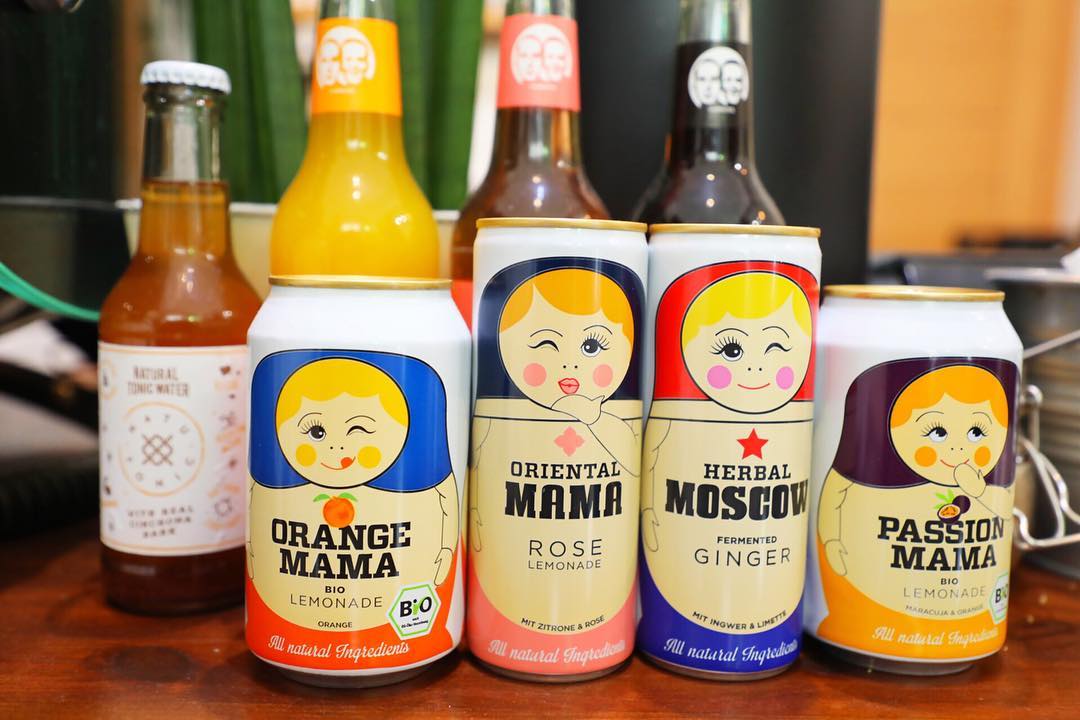 NATURAL
TONIC WATER
WITH REAL
CINCHONA
BARK
ORANGE
MAMA
BIO
LEMONADE
ORANGE
BiO
All natural Ingredients
ORIENTAL
MAMA
ROSE
LEMONADE
MIT ZITRONE & ROSE
All natural Ingredients
HERBAL
MOSCOW
FERMENTED
GINGER
MIT INGWER & LIMETTE
All natural Ingredients
PASSION
MAMA
BIO
LEMONADE
MARACUJA & ORANGE
All natural Ingredients